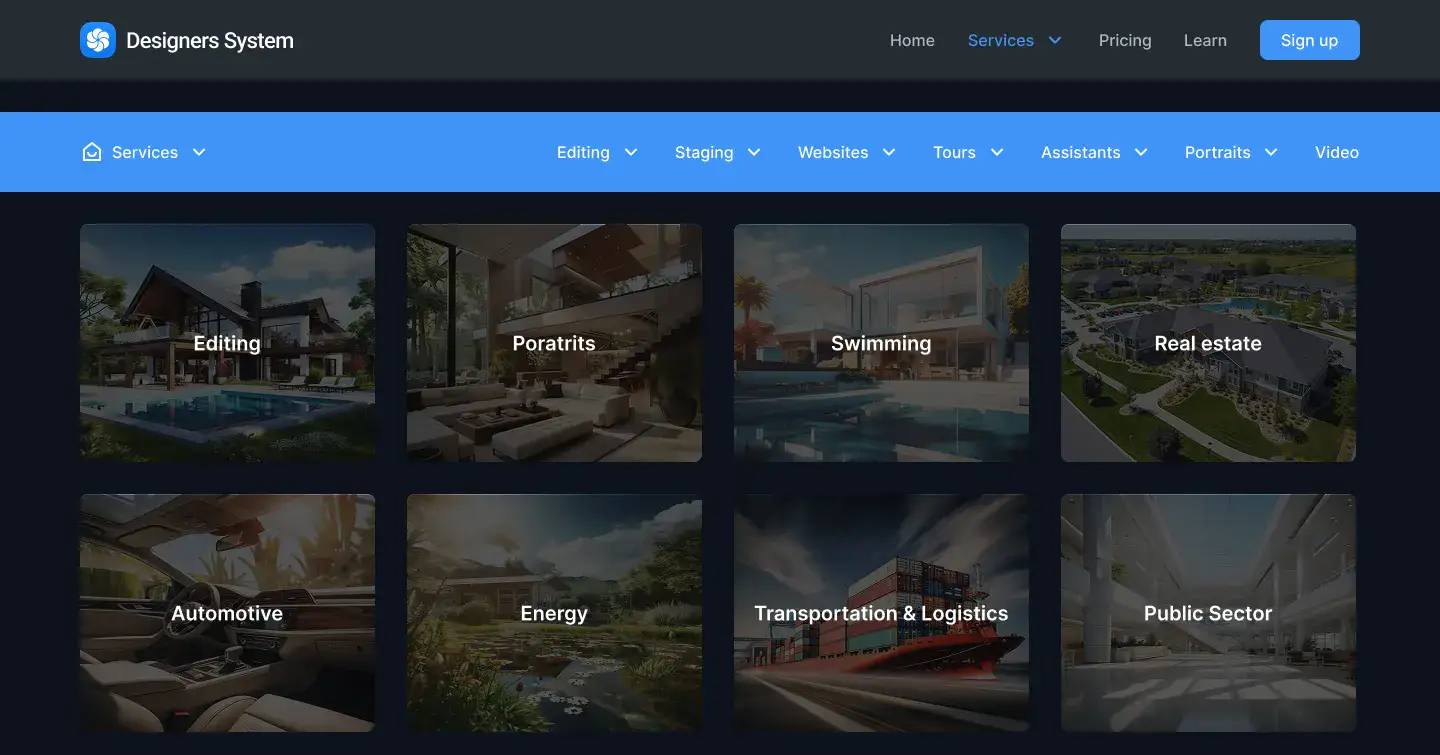 Designers System
Home Services Pricing Learn Sign up
Services Editing Staging Websites Tours Assistants Portraits Video
Editing Poratrits Swimming Real estate
Automotive Energy Transportation & Logistics Public Sector